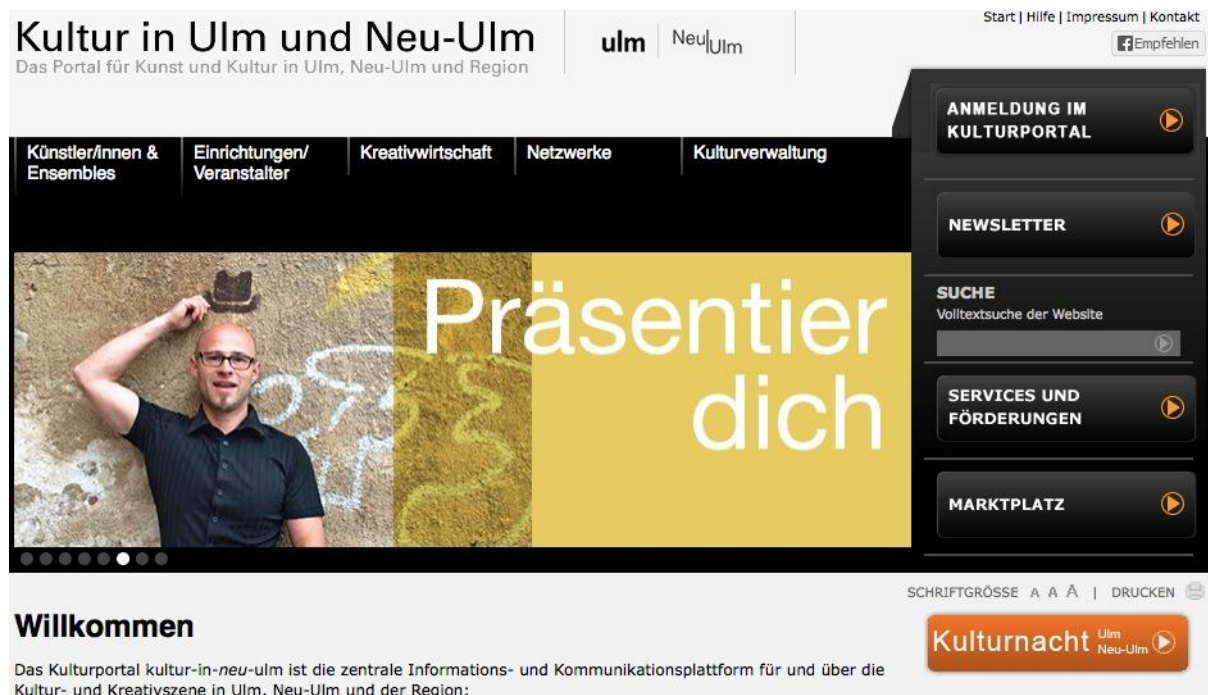 Kultur in Ulm und Neu-Ulm
Das Portal für Kunst und Kultur in Ulm, Neu-Ulm und Region
ulm
Neu|Ulm
Start | Hilfe | Impressum | Kontakt
Empfehlen
Künstler/innen &
Ensembles
Einrichtungen/
Veranstalter
Kreativwirtschaft
Netzwerke
Kulturverwaltung
ANMELDUNG IM
KULTURPORTAL
NEWSLETTER
SUCHE
Volltextsuche der Website
SERVICES UND
FÖRDERUNGEN
MARKTPLATZ
Präsentier
dich
SCHRIFTGRÖSSE A A A | DRUCKEN
Willkommen
Kulturnacht Ulm
Neu-Ulm
Das Kulturportal kultur-in-neu-ulm ist die zentrale Informations- und Kommunikationsplattform für und über die
Kultur- und Kreativszene in Ulm, Neu-Ulm und der Region: